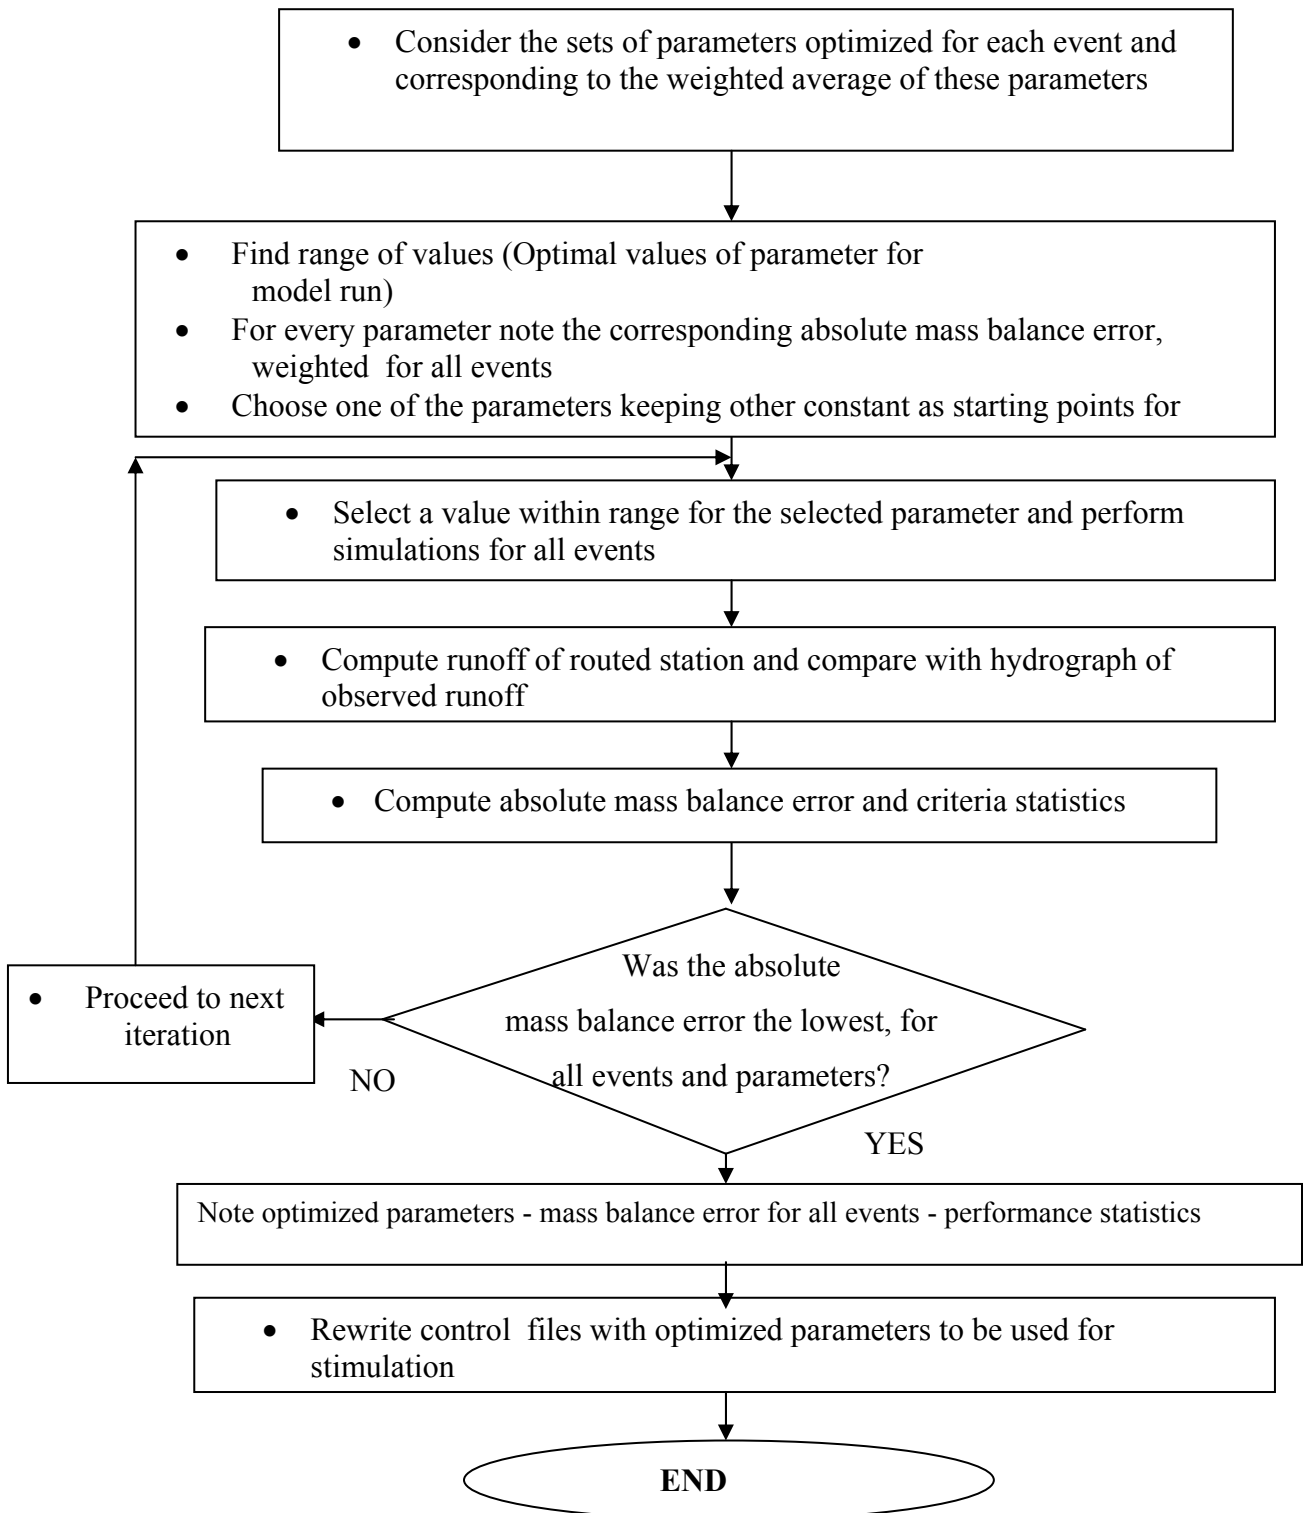 • Consider the sets of parameters optimized for each event and
corresponding to the weighted average of these parameters
• Find range of values (Optimal values of parameter for
model run)
• For every parameter note the corresponding absolute mass balance error,
weighted for all events
• Choose one of the parameters keeping other constant as starting points for
• Select a value within range for the selected parameter and perform
simulations for all events
• Compute runoff of routed station and compare with hydrograph of
observed runoff
• Compute absolute mass balance error and criteria statistics
Was the absolute
mass balance error the lowest, for
all events and parameters?
• Proceed to next
iteration
NO
YES
Note optimized parameters - mass balance error for all events - performance statistics
• Rewrite control files with optimized parameters to be used for
stimulation
END